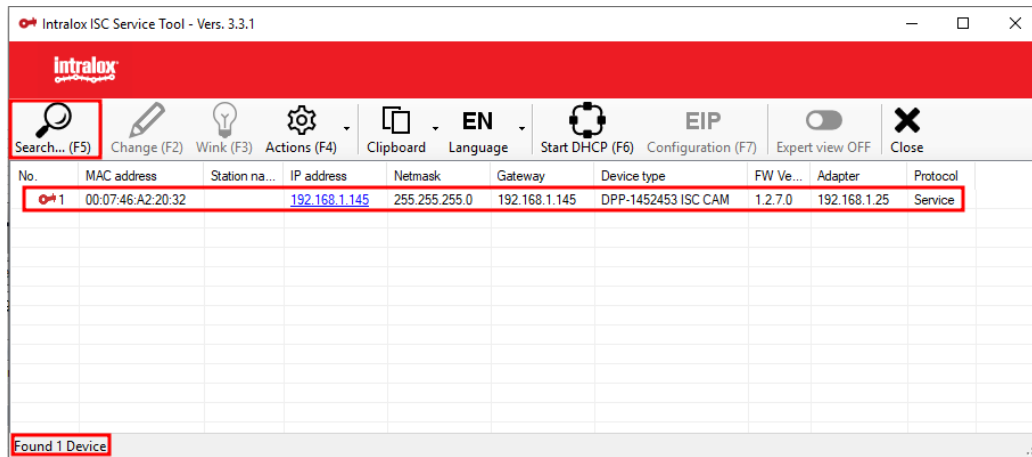 Intralox ISC Service Tool - Vers. 3.3.1
intralox
Search... (F5) Change (F2) Wink (F3) Actions (F4) Clipboard EN Language Start DHCP (F6) EIP Configuration (F7) Expert view OFF Close
No. MAC address Station na... IP address Netmask Gateway Device type FW Ve... Adapter Protocol
1 00:07:46:A2:20:32 192.168.1.145 255.255.255.0 192.168.1.145 DPP-1452453 ISC CAM 1.2.7.0 192.168.1.25 Service
Found 1 Device